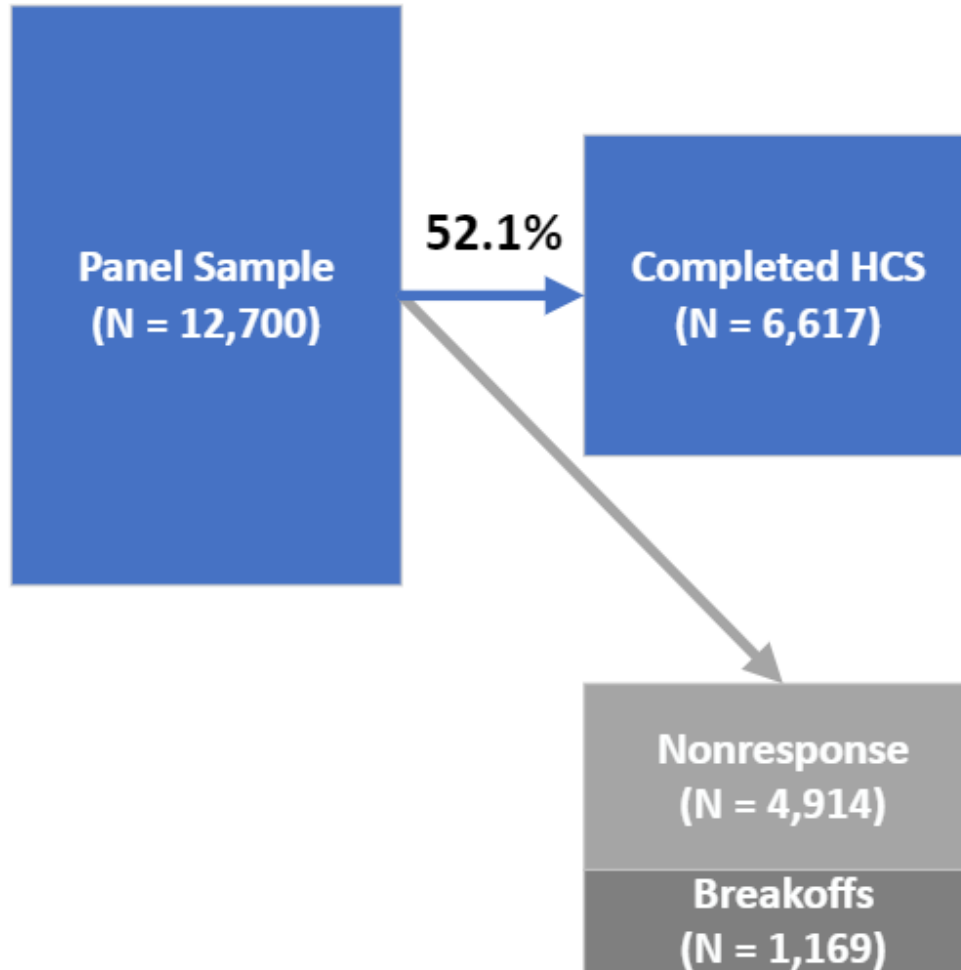 Panel Sample
(N = 12,700)
52.1%
Completed HCS
(N = 6,617)
Nonresponse
(N = 4,914)
Breakoffs
(N = 1,169)